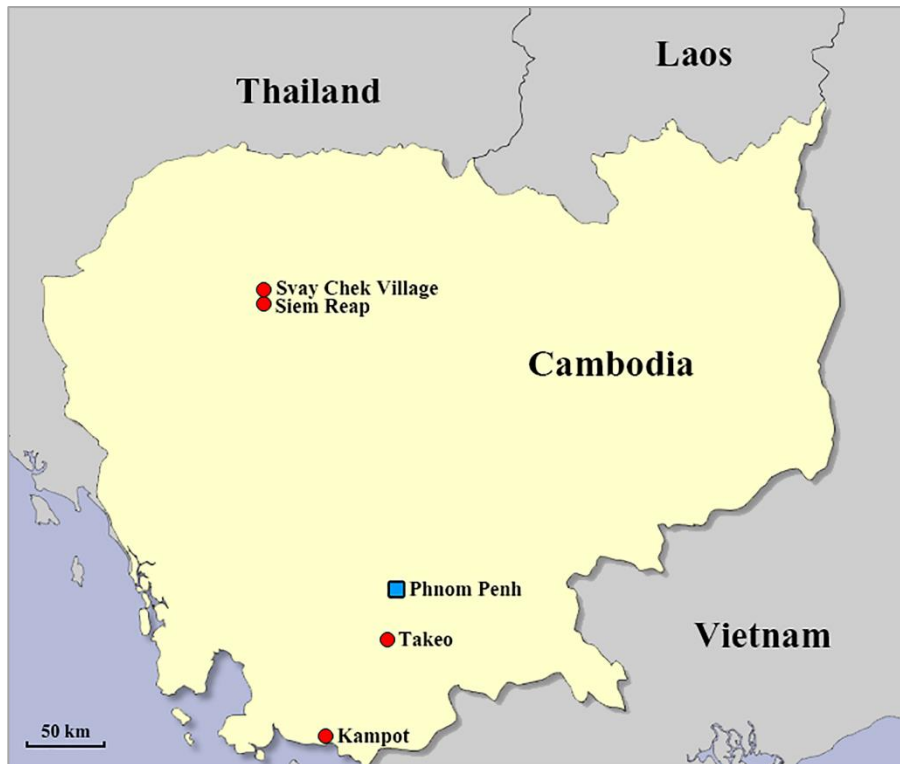 Laos
Thailand
Svay Chek Village
Siem Reap
Cambodia
Phnom Penh
Vietnam
Takeo
50 km
Kampot